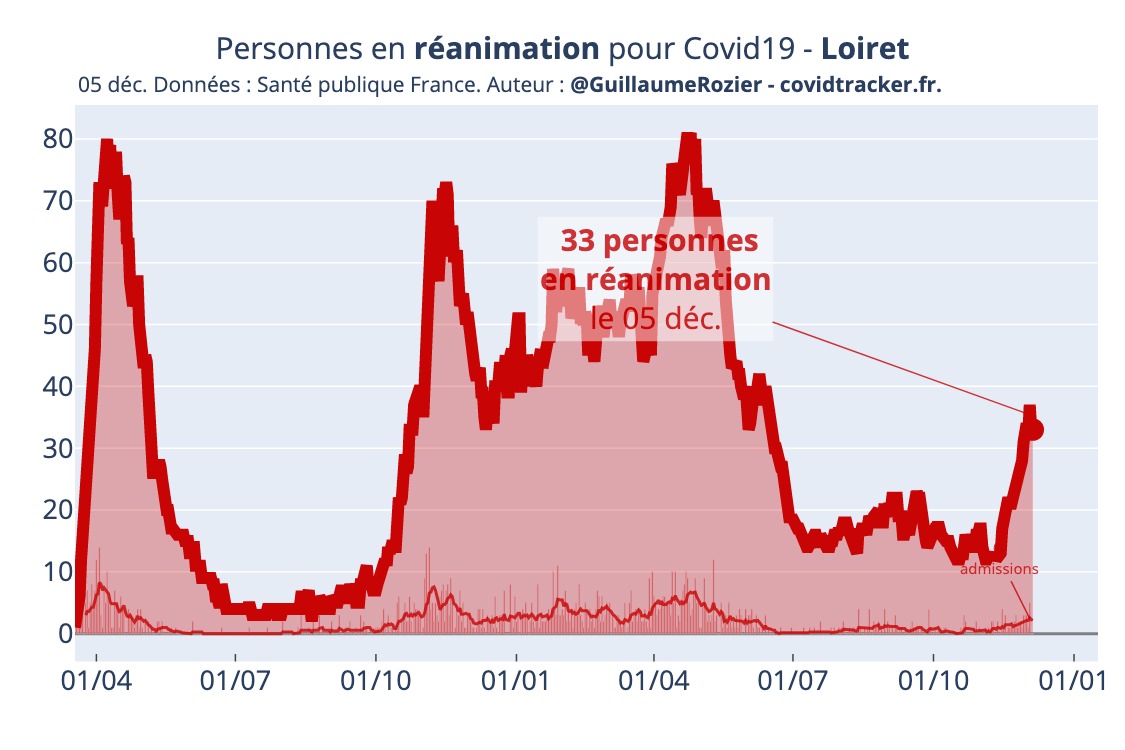 Personnes en réanimation pour Covid19 - Loiret
05 déc. Données : Santé publique France. Auteur : @GuillaumeRozier - covidtracker.fr.
80
70
60
50
40
30
20
10
0
33 personnes
en réanimation
le 05 déc.
admissions
01/04 01/07 01/10 01/01 01/04 01/07 01/10 01/01